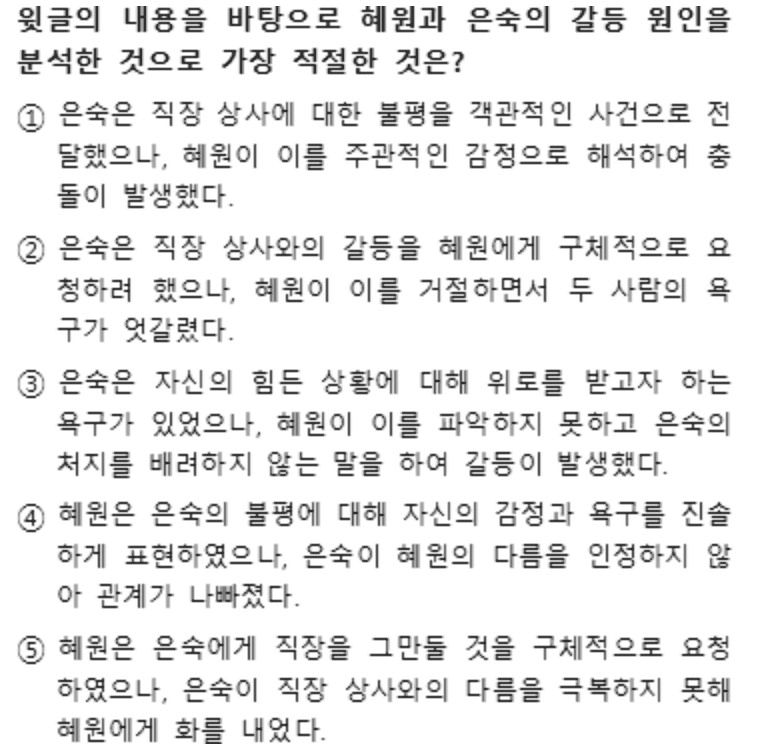 윗글의 내용을 바탕으로 혜원과 은숙의 갈등 원인을
분석한 것으로 가장 적절한 것은?
① 은숙은 직장 상사에 대한 불평을 객관적인 사건으로 전
달했으나, 혜원이 이를 주관적인 감정으로 해석하여 충
돌이 발생했다.
② 은숙은 직장 상사와의 갈등을 혜원에게 구체적으로 요
청하려 했으나, 혜원이 이를 거절하면서 두 사람의 욕
구가 엇갈렸다.
③ 은숙은 자신의 힘든 상황에 대해 위로를 받고자 하는
욕구가 있었으나, 혜원이 이를 파악하지 못하고 은숙의
처지를 배려하지 않는 말을 하여 갈등이 발생했다.
④ 혜원은 은숙의 불평에 대해 자신의 감정과 욕구를 진솔
하게 표현하였으나, 은숙이 혜원의 다름을 인정하지 않
아 관계가 나빠졌다.
⑤ 혜원은 은숙에게 직장을 그만둘 것을 구체적으로 요청
하였으나, 은숙이 직장 상사와의 다름을 극복하지 못해
혜원에게 화를 내었다.